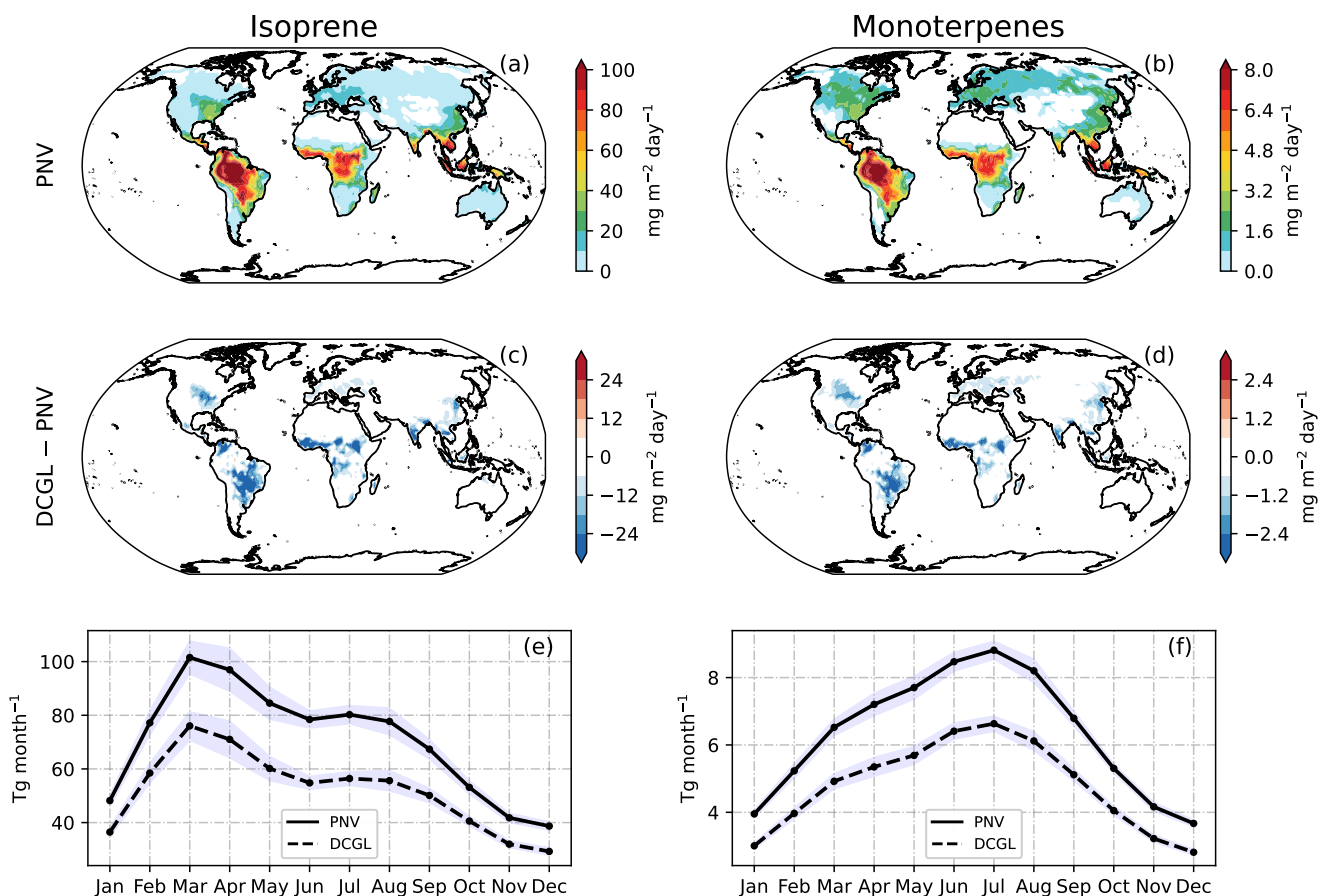 Isoprene
Monoterpenes
PNV
(a)
100
80
60
40
20
0
mg m⁻² day⁻¹
(b)
8.0
6.4
4.8
3.2
1.6
0.0
mg m⁻² day⁻¹
DCGL − PNV
(c)
24
12
0
−12
−24
mg m⁻² day⁻¹
(d)
2.4
1.2
0.0
−1.2
−2.4
mg m⁻² day⁻¹
(e)
Tg month⁻¹
100
80
60
40
PNV
DCGL
Jan Feb Mar Apr May Jun Jul Aug Sep Oct Nov Dec
(f)
Tg month⁻¹
8
6
4
PNV
DCGL
Jan Feb Mar Apr May Jun Jul Aug Sep Oct Nov Dec